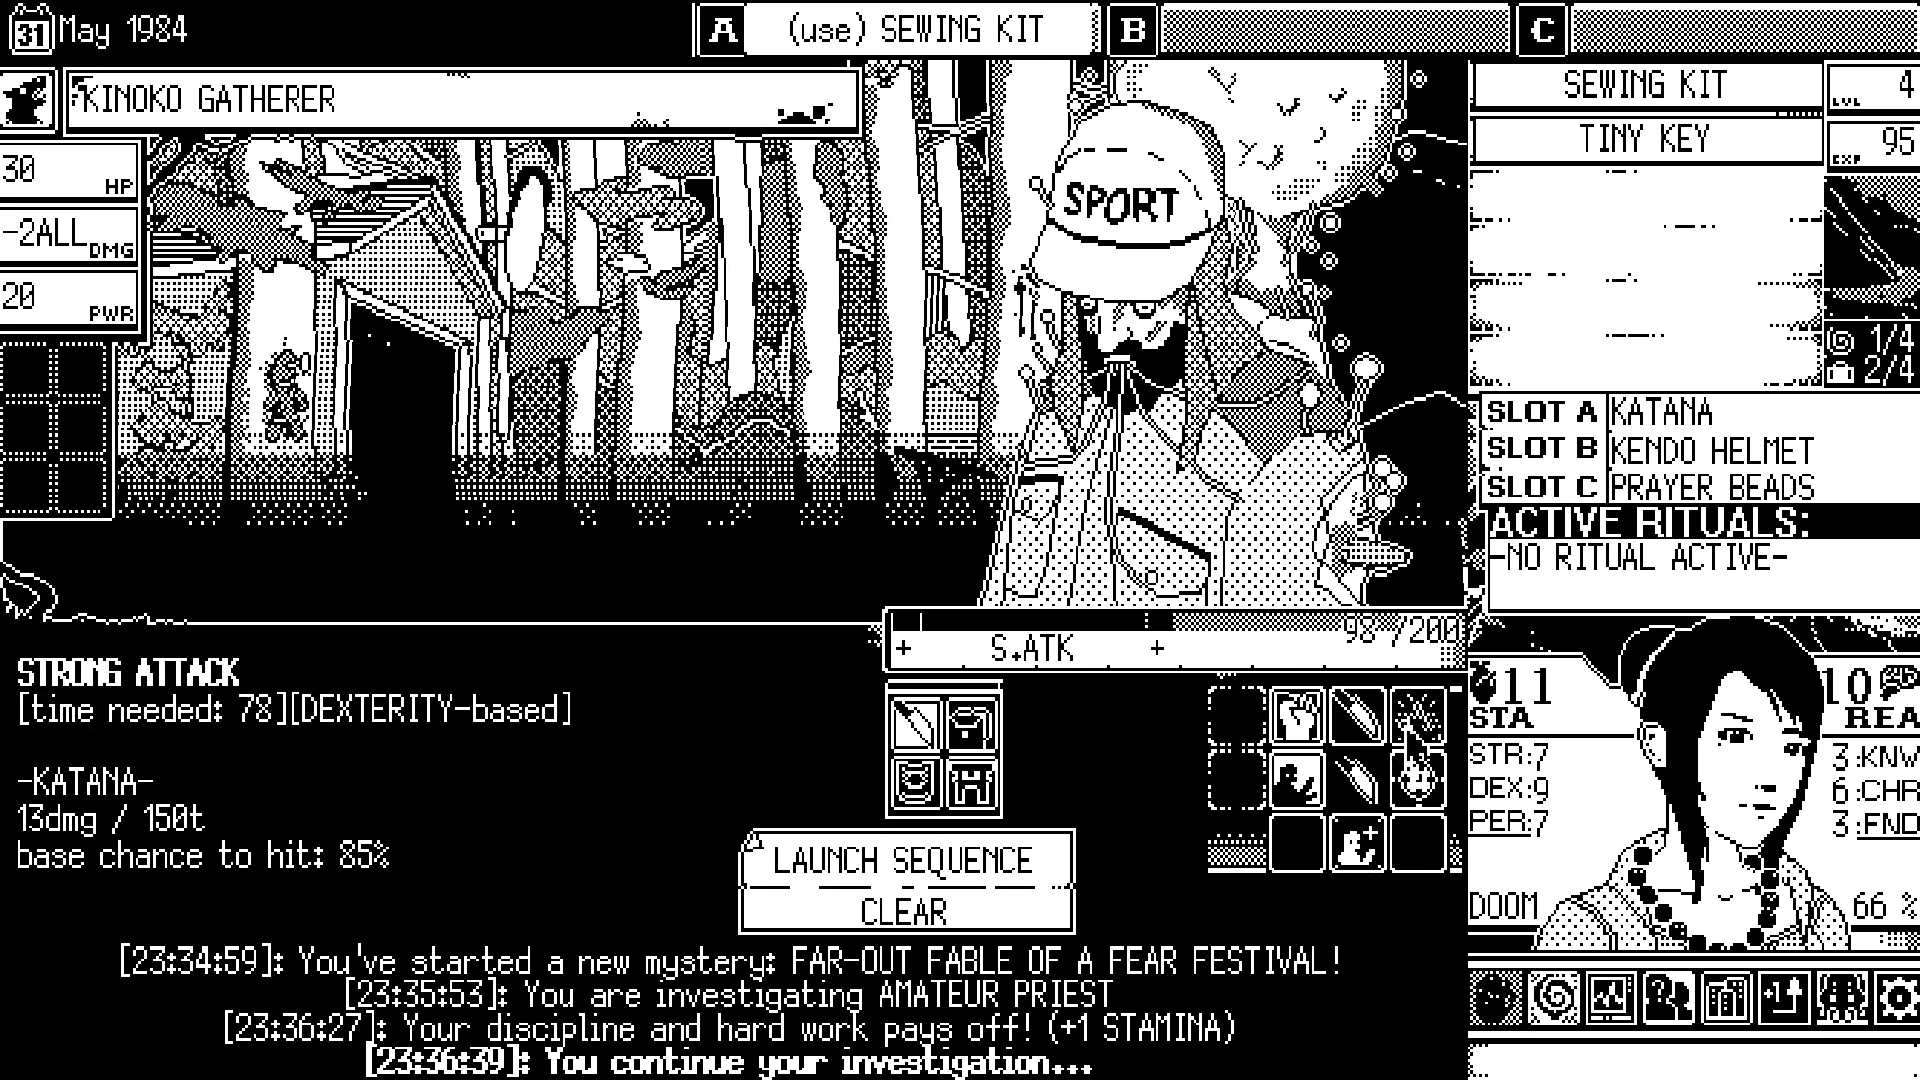 31 May 1984
A (use) SEWING KIT B C
KINOKO GATHERER
30 HP
-2ALL DMG
20 PWR
SPORT
SEWING KIT
4 LVL
TINY KEY
95 EXP
1/4
2/4
SLOT A KATANA
SLOT B KENDO HELMET
SLOT C PRAYER BEADS
ACTIVE RITUALS:
-NO RITUAL ACTIVE-
98 /200
+ S.ATK +
STRONG ATTACK
[time needed: 78][DEXTERITY-based]
-KATANA-
13dmg / 150t
base chance to hit: 85%
LAUNCH SEQUENCE
CLEAR
11 STA
10 REA
STR:7
DEX:9
PER:7
3:KNW
6:CHR
3:FND
DOOM 66 %
+1
[23:34:59]: You've started a new mystery: FAR-OUT FABLE OF A FEAR FESTIVAL!
[23:35:53]: You are investigating AMATEUR PRIEST
[23:36:27]: Your discipline and hard work pays off! (+1 STAMINA)
[23:36:39]: You continue your investigation...